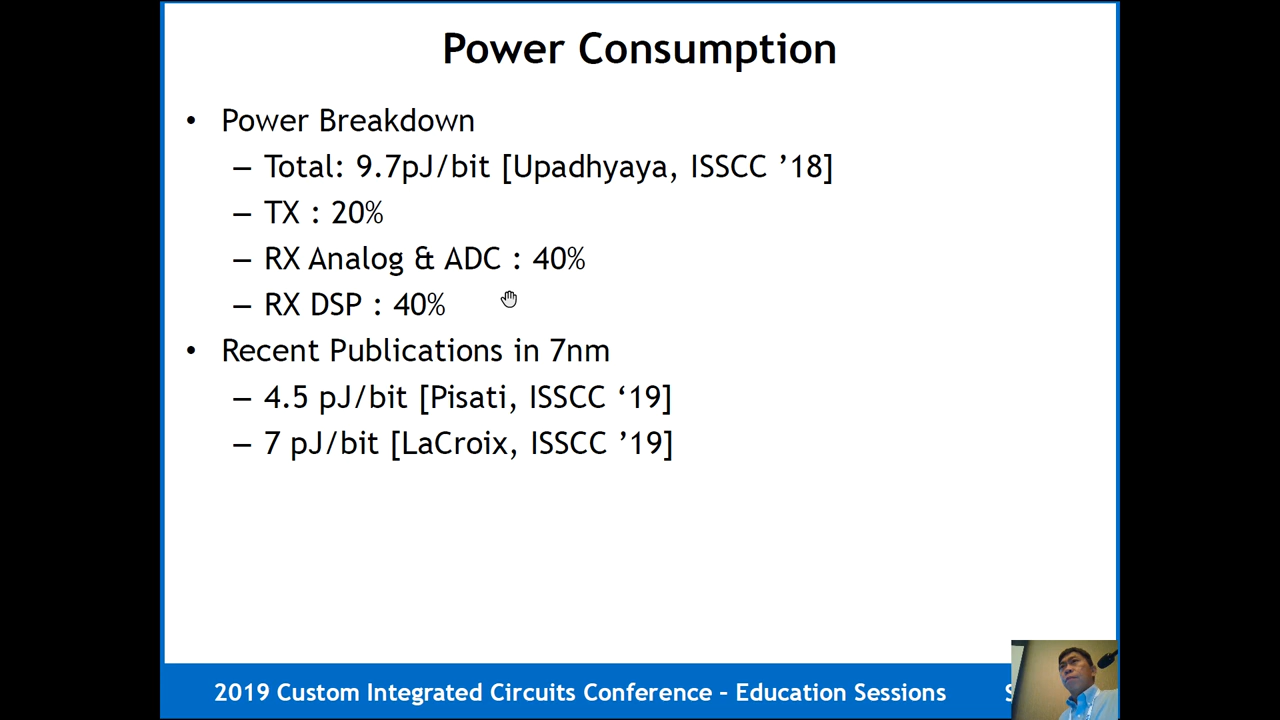 Power Consumption
• Power Breakdown
– Total: 9.7pJ/bit [Upadhyaya, ISSCC ’18]
– TX : 20%
– RX Analog & ADC : 40%
– RX DSP : 40%
• Recent Publications in 7nm
– 4.5 pJ/bit [Pisati, ISSCC ‘19]
– 7 pJ/bit [LaCroix, ISSCC ’19]
2019 Custom Integrated Circuits Conference – Education Sessions